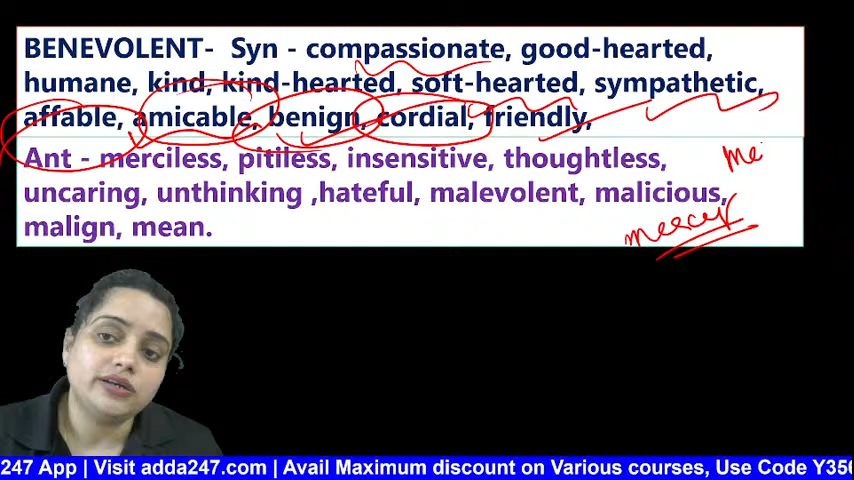 BENEVOLENT-  Syn - compassionate, good-hearted,
humane, kind, kind-hearted, soft-hearted, sympathetic,
affable, amicable, benign, cordial, friendly,
Ant - merciless, pitiless, insensitive, thoughtless,
uncaring, unthinking ,hateful, malevolent, malicious,
malign, mean.
me
mercy
247 App | Visit adda247.com | Avail Maximum discount on Various courses, Use Code Y356